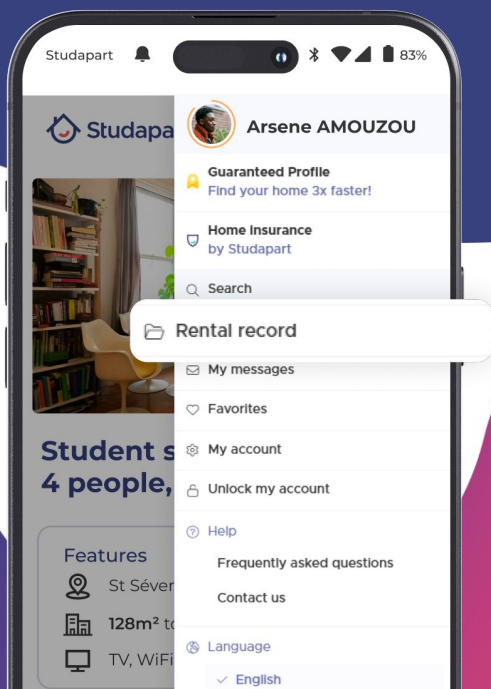 Studapart
83%
Studapa
Arsene AMOUZOU
Guaranteed Profile
Find your home 3x faster!
Home Insurance
by Studapart
Search
Rental record
My messages
Favorites
My account
Unlock my account
Help
Frequently asked questions
Contact us
Language
English
Student s
4 people,
Features
St Séver
128m² to
TV, WiFi